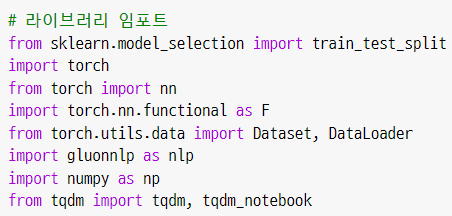 # 라이브러리 임포트
from sklearn.model_selection import train_test_split
import torch
from torch import nn
import torch.nn.functional as F
from torch.utils.data import Dataset, DataLoader
import gluonnlp as nlp
import numpy as np
from tqdm import tqdm, tqdm_notebook